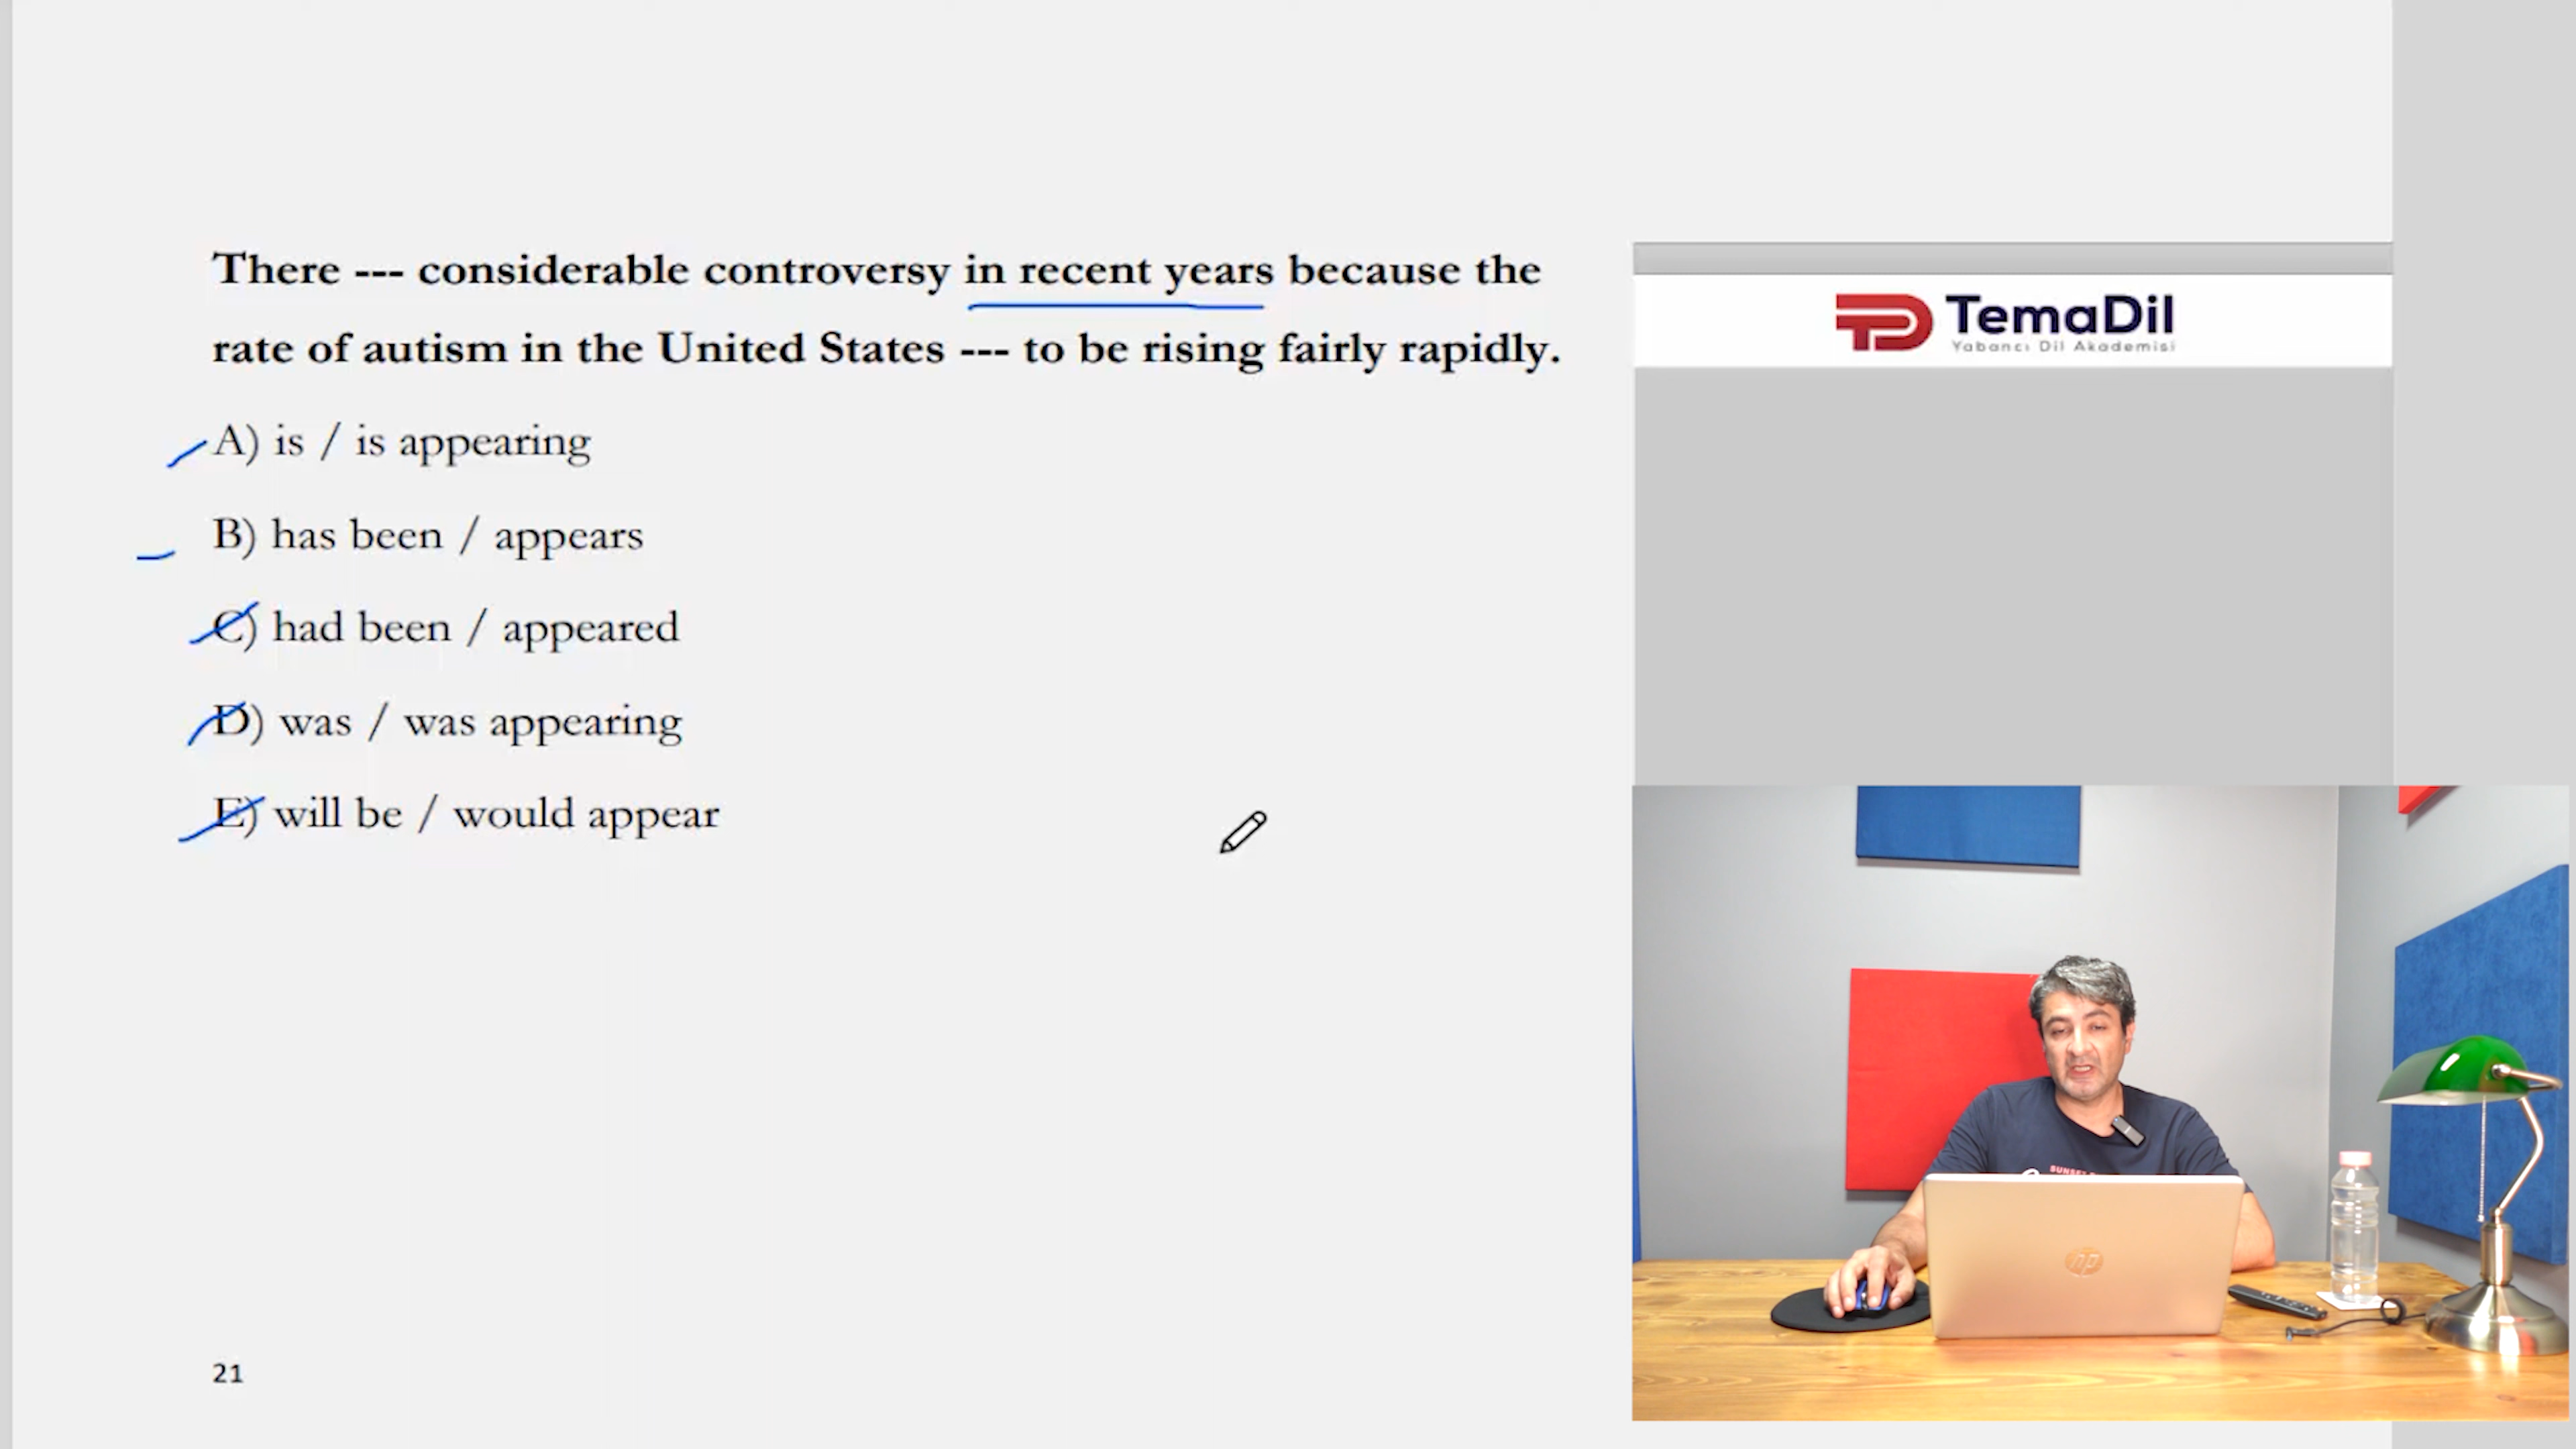 There --- considerable controversy in recent years because the
rate of autism in the United States --- to be rising fairly rapidly.
A) is / is appearing
B) has been / appears
C) had been / appeared
D) was / was appearing
E) will be / would appear
21
TemaDil
Yabancı Dil Akademisi
SUNSET
hp